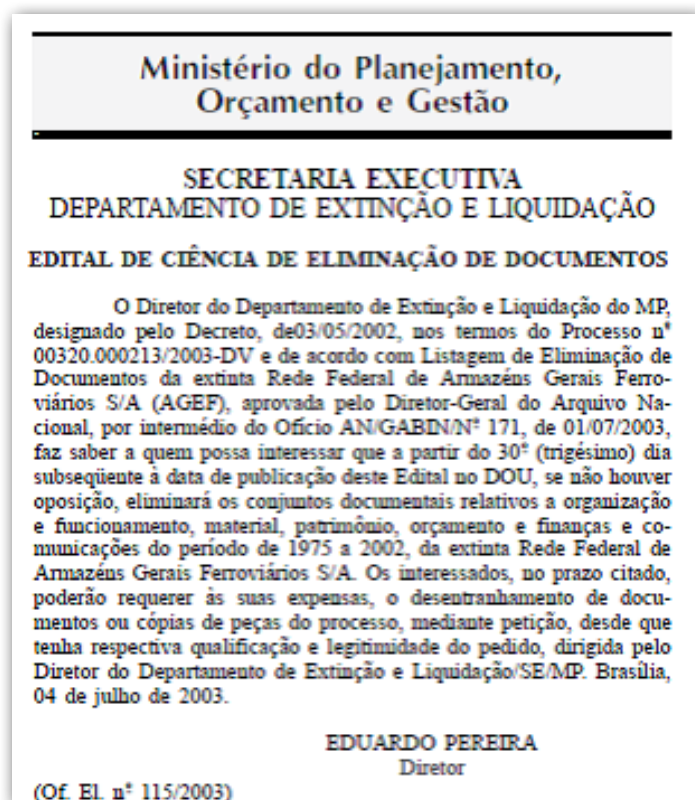 Ministério do Planejamento,
Orçamento e Gestão
SECRETARIA EXECUTIVA
DEPARTAMENTO DE EXTINÇÃO E LIQUIDAÇÃO
EDITAL DE CIÊNCIA DE ELIMINAÇÃO DE DOCUMENTOS
O Diretor do Departamento de Extinção e Liquidação do MP,
designado pelo Decreto, de03/05/2002, nos termos do Processo nº
00320.000213/2003-DV e de acordo com Listagem de Eliminação de
Documentos da extinta Rede Federal de Armazéns Gerais Ferro-
viários S/A (AGEF), aprovada pelo Diretor-Geral do Arquivo Na-
cional, por intermédio do Ofício AN/GABIN/Nº 171, de 01/07/2003,
faz saber a quem possa interessar que a partir do 30º (trigésimo) dia
subseqüente à data de publicação deste Edital no DOU, se não houver
oposição, eliminará os conjuntos documentais relativos a organização
e funcionamento, material, patrimônio, orçamento e finanças e co-
municações do período de 1975 a 2002, da extinta Rede Federal de
Armazéns Gerais Ferroviários S/A. Os interessados, no prazo citado,
poderão requerer às suas expensas, o desentranhamento de docu-
mentos ou cópias de peças do processo, mediante petição, desde que
tenha respectiva qualificação e legitimidade do pedido, dirigida pelo
Diretor do Departamento de Extinção e Liquidação/SE/MP. Brasília,
04 de julho de 2003.
EDUARDO PEREIRA
Diretor
(Of. El. nº 115/2003)